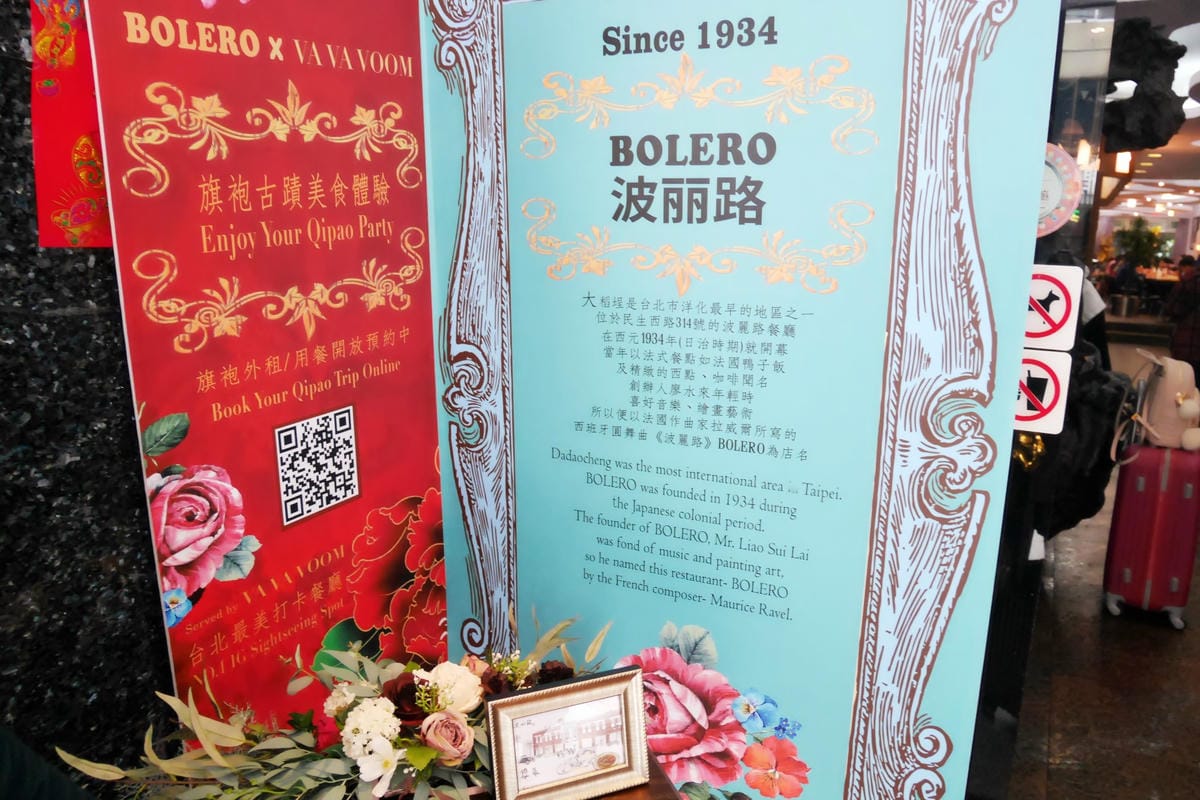 BOLERO X VA VA VOOM
旗袍古蹟美食體驗
Enjoy Your Qipao Party
旗袍外租/用餐開放預約中
Book Your Qipao Trip Online
Served by VA VA VOOM
台北最美打卡餐廳
NO.1 IG Sightseeing Spot
Since 1934
BOLERO
波丽路
大稻埕是台北市洋化最早的地區之一
位於民生西路314號的波麗路餐廳
在西元1934年(日治時期)就開幕
當年以法式餐點如法國鴨子飯
及精緻的西點、咖啡聞名
創辦人廖水來年輕時
喜好音樂、繪畫藝術
所以便以法國作曲家拉威爾所寫的
西班牙圓舞曲《波麗路》BOLERO為店名
Dadaocheng was the most international area in Taipei.
BOLERO was founded in 1934 during
the Japanese colonial period.
The founder of BOLERO, Mr. Liao Sui Lai
was fond of music and painting art,
so he named this restaurant- BOLERO
by the French composer- Maurice Ravel.